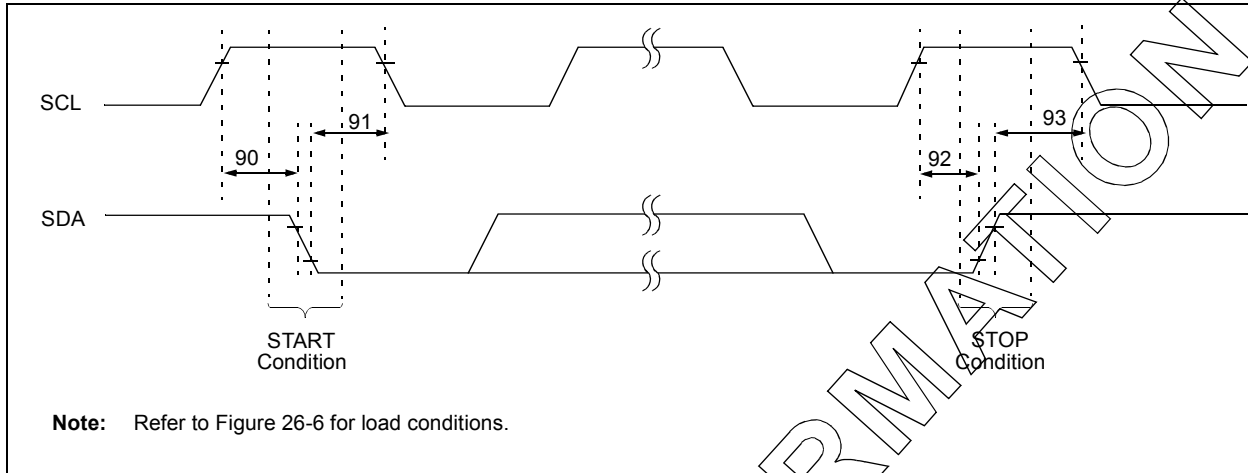 SCL
91
93
90
92
SDA
START
Condition
STOP
Condition
Note: Refer to Figure 26-6 for load conditions.
RMATION